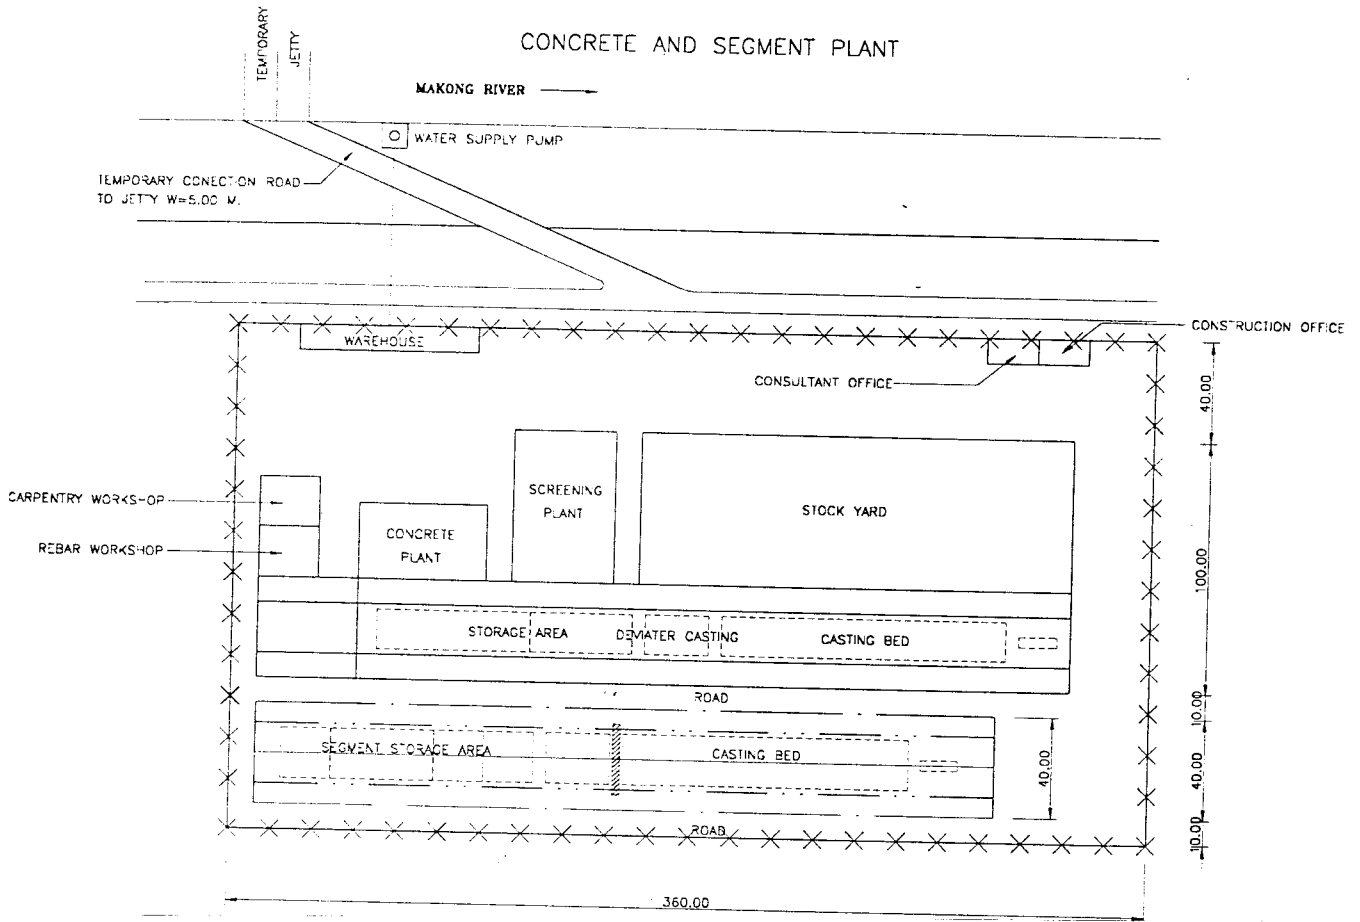 CONCRETE AND SEGMENT PLANT
TEMPORARY
JETTY
MAKONG RIVER
WATER SUPPLY PUMP
TEMPORARY CONECTION ROAD
TO JETTY W=5.00 M.
WAREHOUSE
CONSTRUCTION OFFICE
CONSULTANT OFFICE
40.00
CARPENTRY WORKSHOP
REBAR WORKSHOP
CONCRETE
PLANT
SCREENING
PLANT
STOCK YARD
100.00
STORAGE AREA
DEWATER CASTING
CASTING BED
ROAD
10.00
SEGMENT STORAGE AREA
CASTING BED
40.00
40.00
ROAD
10.00
360.00